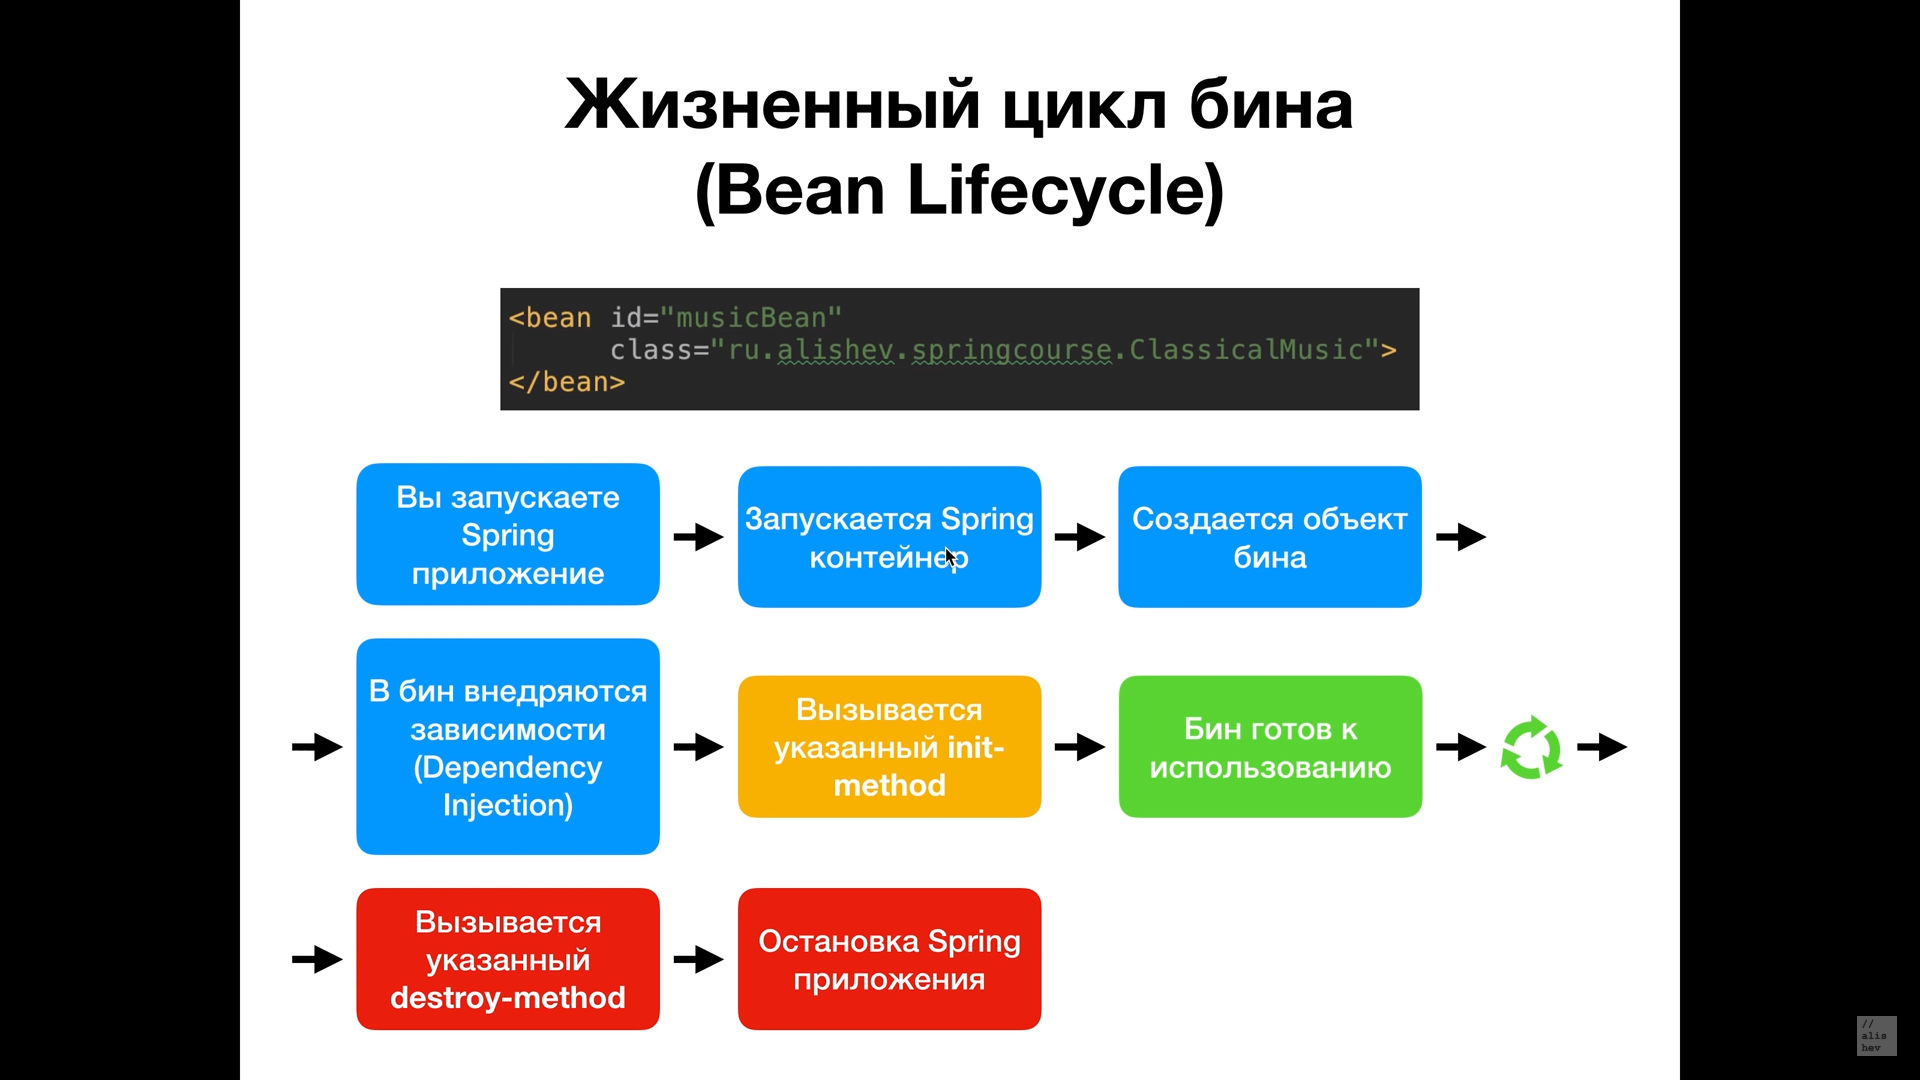 Жизненный цикл бина
(Bean Lifecycle)
<bean id="musicBean"
class="ru.alishev.springcourse.ClassicalMusic">
</bean>
Вы запускаете
Spring
приложение
Запускается Spring
контейнер
Создается объект
бина
В бин внедряются
зависимости
(Dependency
Injection)
Вызывается
указанный init-
method
Бин готов к
использованию
Вызывается
указанный
destroy-method
Остановка Spring
приложения
//
alis
hev